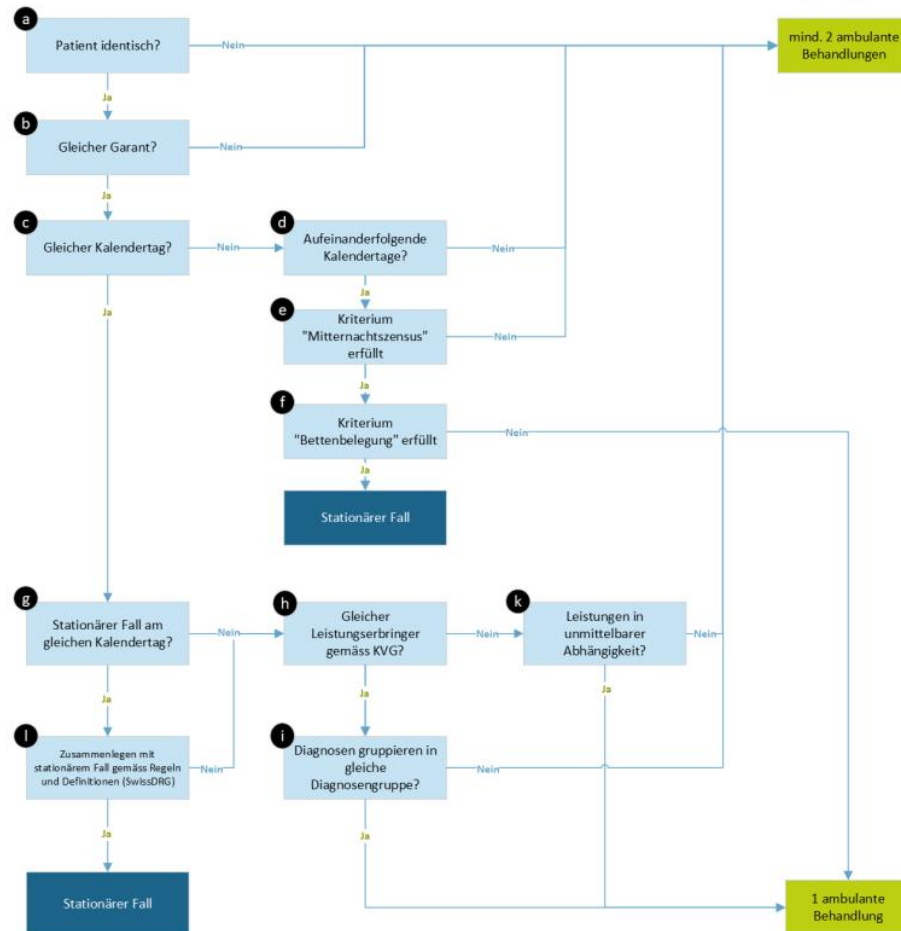 a
Patient identisch?
Nein
mind. 2 ambulante
Behandlungen
Ja
b
Gleicher Garant?
Nein
Ja
c
Gleicher Kalendertag?
Nein
d
Aufeinanderfolgende
Kalendertage?
Nein
Ja
Ja
e
Kriterium
"Mitternachtszensus"
erfüllt
Nein
Ja
f
Kriterium
"Bettenbelegung" erfüllt
Nein
Ja
Stationärer Fall
g
Stationärer Fall am
gleichen Kalendertag?
Nein
h
Gleicher
Leistungserbringer
gemäss KVG?
Nein
k
Leistungen in
unmittelbarer
Abhängigkeit?
Nein
Ja
Ja
Ja
l
Zusammenlegen mit
stationärem Fall gemäss Regeln
und Definitionen (SwissDRG)
Nein
i
Diagnosen gruppieren in
gleiche
Diagnosengruppe?
Nein
Ja
Ja
Stationärer Fall
1 ambulante
Behandlung